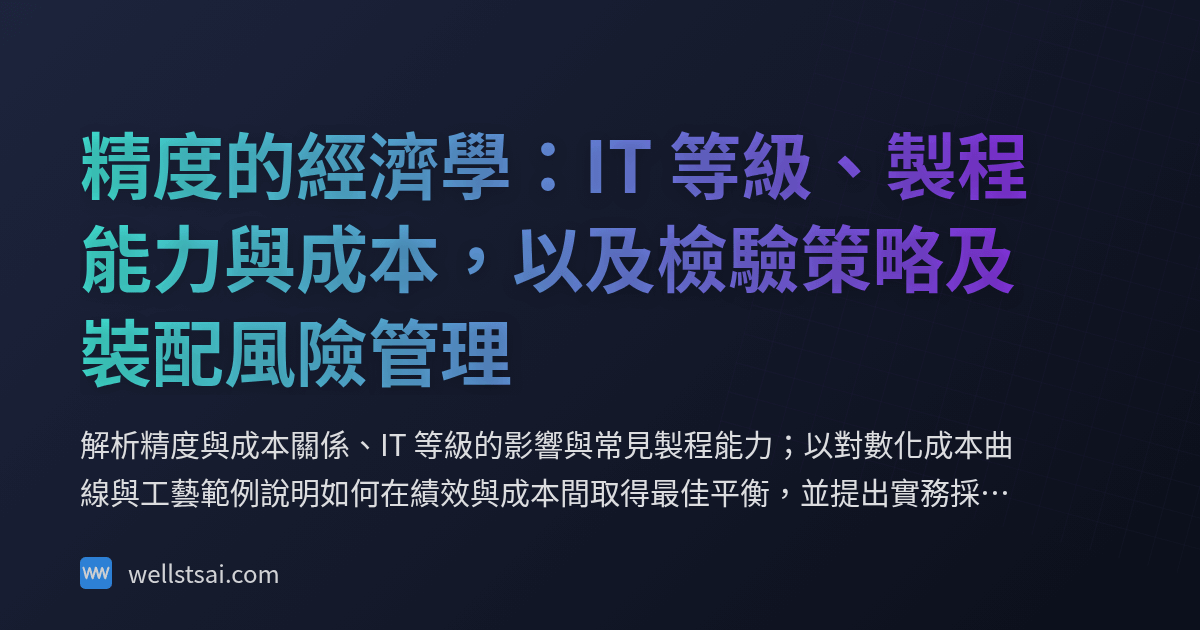 精度的經濟學：IT 等級、製程
能力與成本，以及檢驗策略及
裝配風險管理
解析精度與成本關係、IT 等級的影響與常見製程能力；以對數化成本曲
線與工藝範例說明如何在績效與成本間取得最佳平衡，並提出實務採…
wellstsai.com